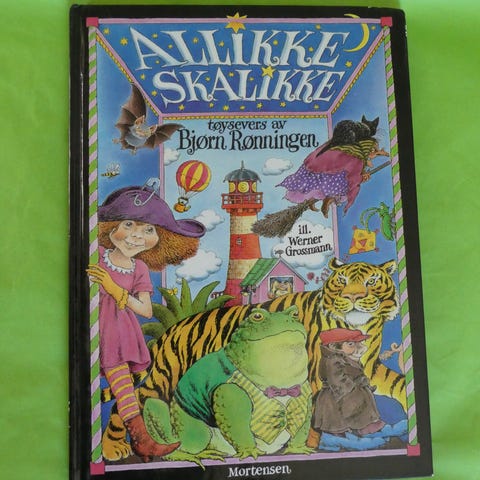 ALLIKKE
SKALIKKE
tøysevers av
Bjørn Rønningen
ill.
Werner
Grossmann
Mortensen